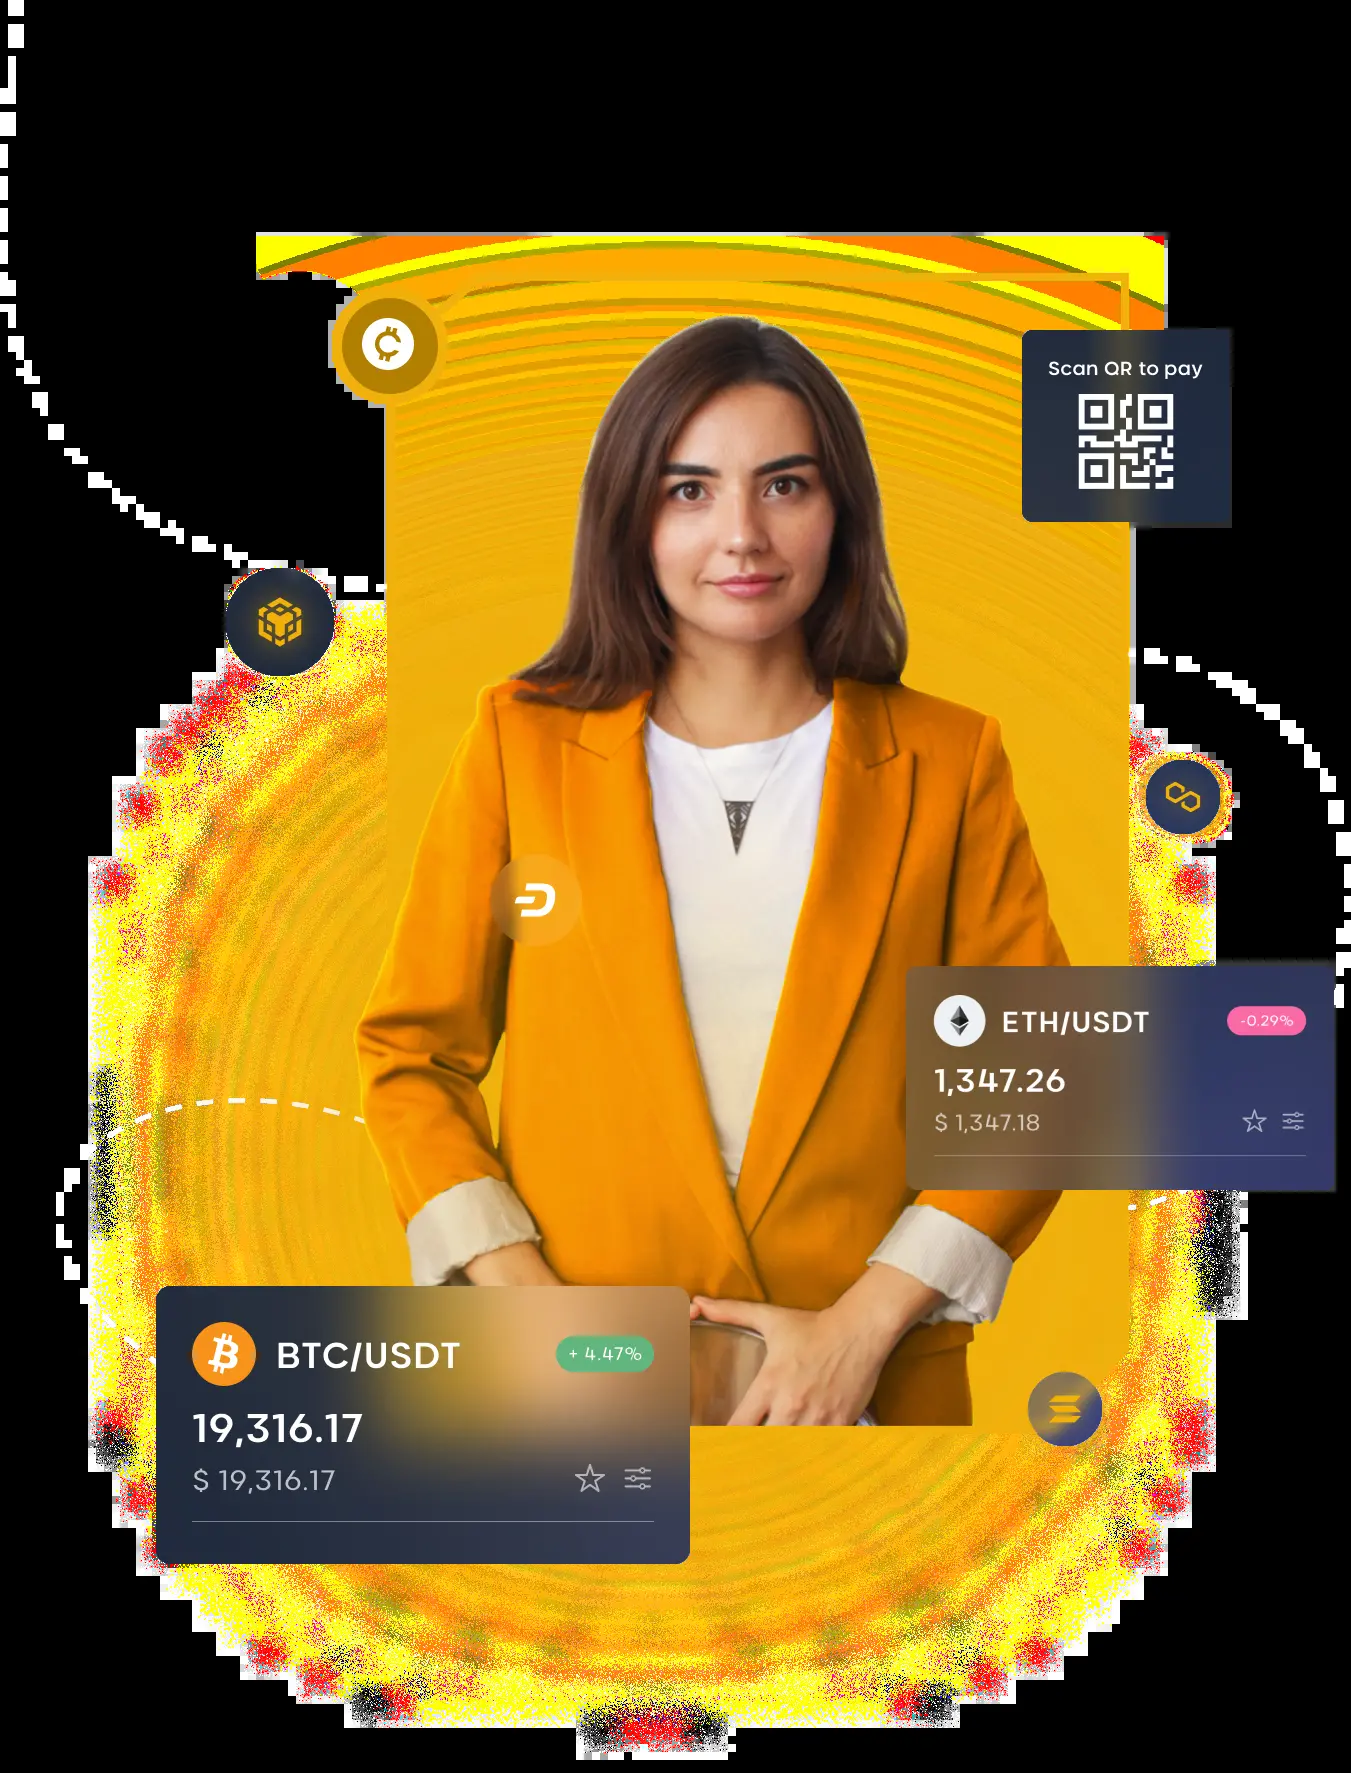 Scan QR to pay
ETH/USDT
-0.29%
1,347.26
$ 1,347.18
BTC/USDT
+ 4.47%
19,316.17
$ 19,316.17